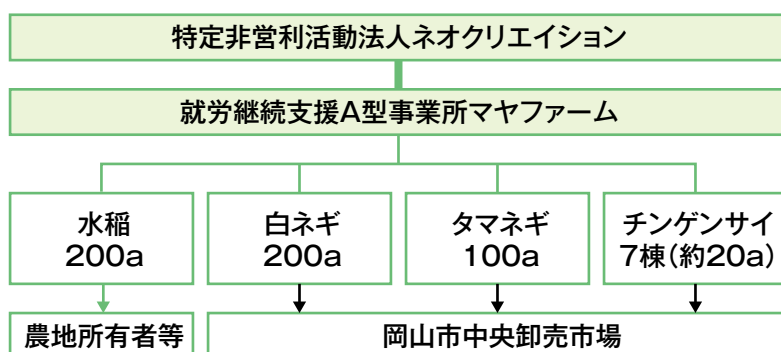 特定非営利活動法人ネオクリエイション
就労継続支援A型事業所マヤファーム
水稲
200a
白ネギ
200a
タマネギ
100a
チンゲンサイ
7棟(約20a)
農地所有者等
岡山市中央卸売市場